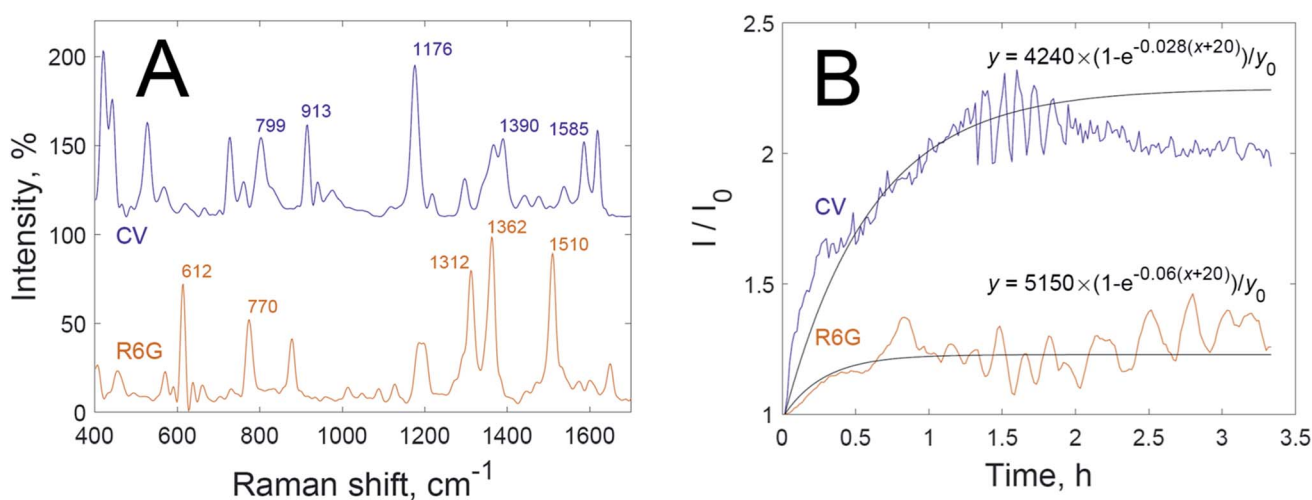 A
Intensity, %
200
150
100
50
0
1176
799
913
1390
1585
CV
1362
1312
1510
612
770
R6G
400
600
800
1000
1200
1400
1600
Raman shift, cm-1
B
I / I0
2.5
2
1.5
1
y = 4240×(1-e-0.028(x+20))/y0
CV
y = 5150×(1-e-0.06(x+20))/y0
R6G
0
0.5
1
1.5
2
2.5
3
3.5
Time, h